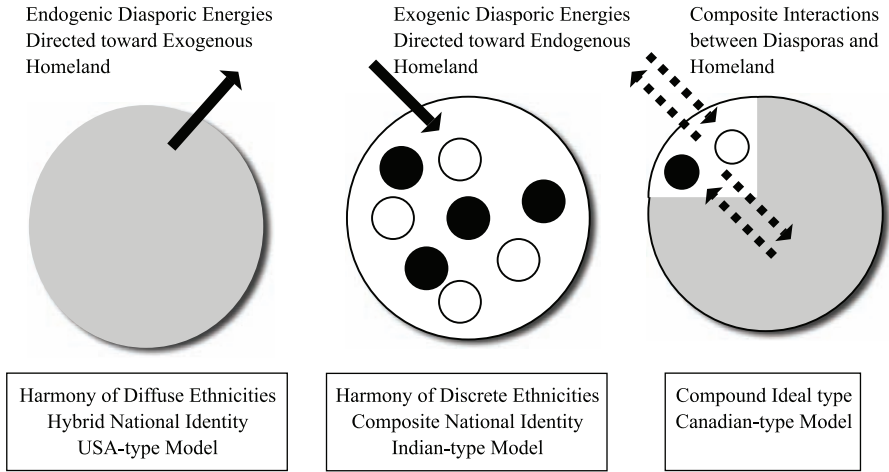 Endogenic Diasporic Energies
Directed toward Exogenous
Homeland
Exogenic Diasporic Energies
Directed toward Endogenous
Homeland
Composite Interactions
between Diasporas and
Homeland
Harmony of Diffuse Ethnicities
Hybrid National Identity
USA-type Model
Harmony of Discrete Ethnicities
Composite National Identity
Indian-type Model
Compound Ideal type
Canadian-type Model